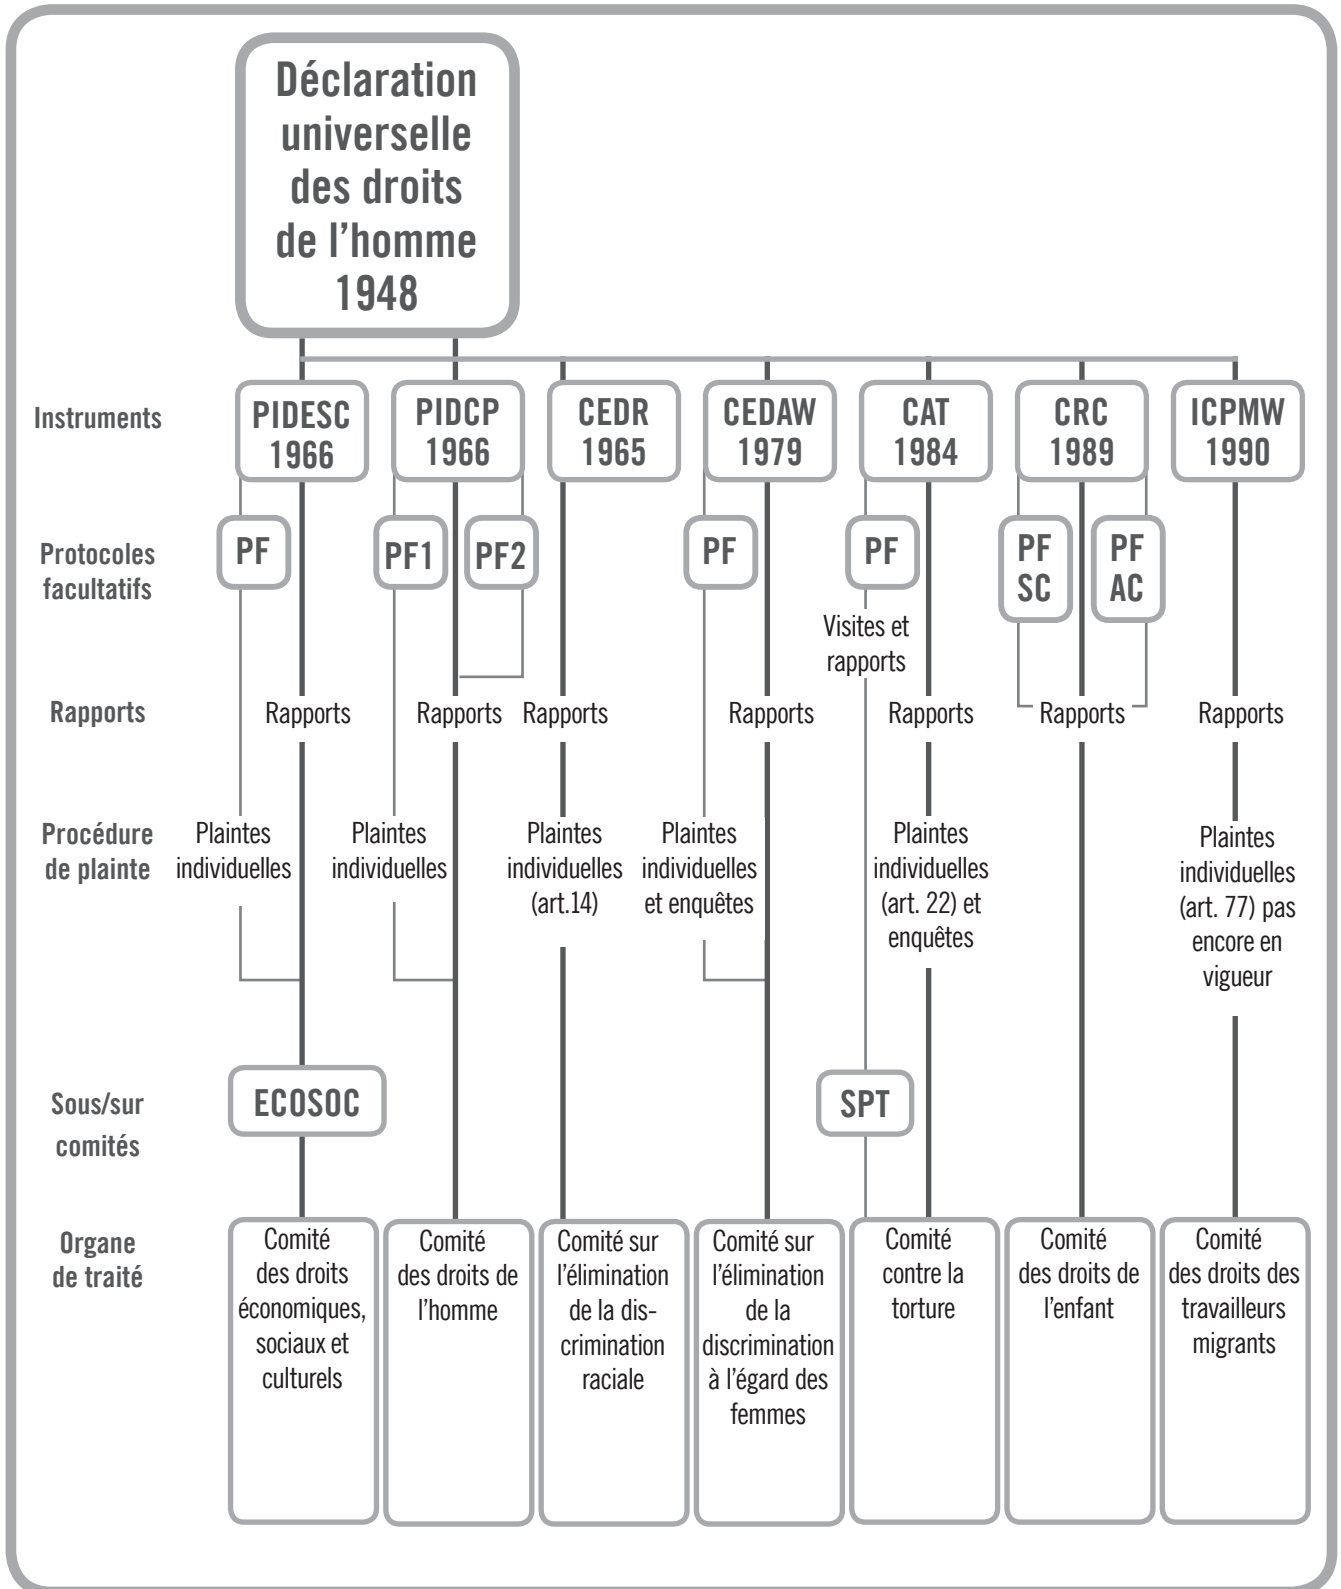 Déclaration
universelle
des droits
de l'homme
1948
Instruments
PIDESC
1966
PIDCP
1966
CEDR
1965
CEDAW
1979
CAT
1984
CRC
1989
ICPMW
1990
Protocoles
facultatifs
PF
PF1
PF2
PF
PF
PF
SC
PF
AC
Visites et
rapports
Rapports
Rapports
Rapports
Rapports
Rapports
Rapports
Rapports
Rapports
Procédure
de plainte
Plaintes
individuelles
Plaintes
individuelles
Plaintes
individuelles
(art.14)
Plaintes
individuelles
et enquêtes
Plaintes
individuelles
(art. 22) et
enquêtes
Plaintes
individuelles
(art. 77) pas
encore en
vigueur
Sous/sur
comités
ECOSOC
SPT
Organe
de traité
Comité
des droits
économiques,
sociaux et
culturels
Comité
des droits de
l'homme
Comité sur
l'élimination
de la dis-
crimination
raciale
Comité sur
l'élimination
de la
discrimination
à l'égard des
femmes
Comité
contre la
torture
Comité
des droits de
l'enfant
Comité
des droits des
travailleurs
migrants